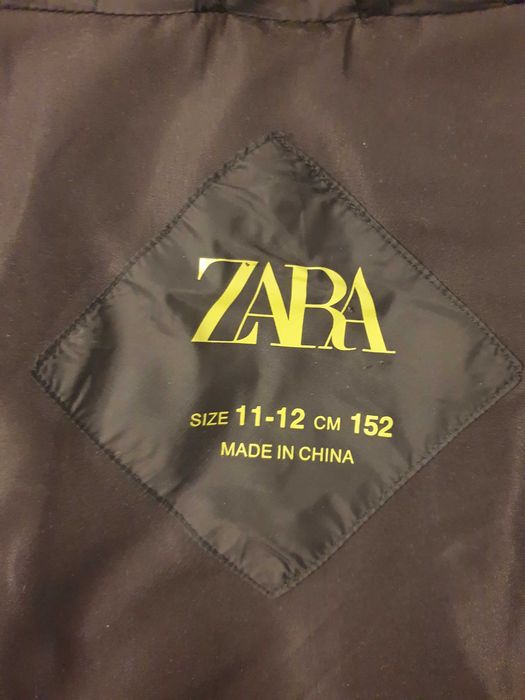 ZARA
SIZE 11-12 CM 152
MADE IN CHINA